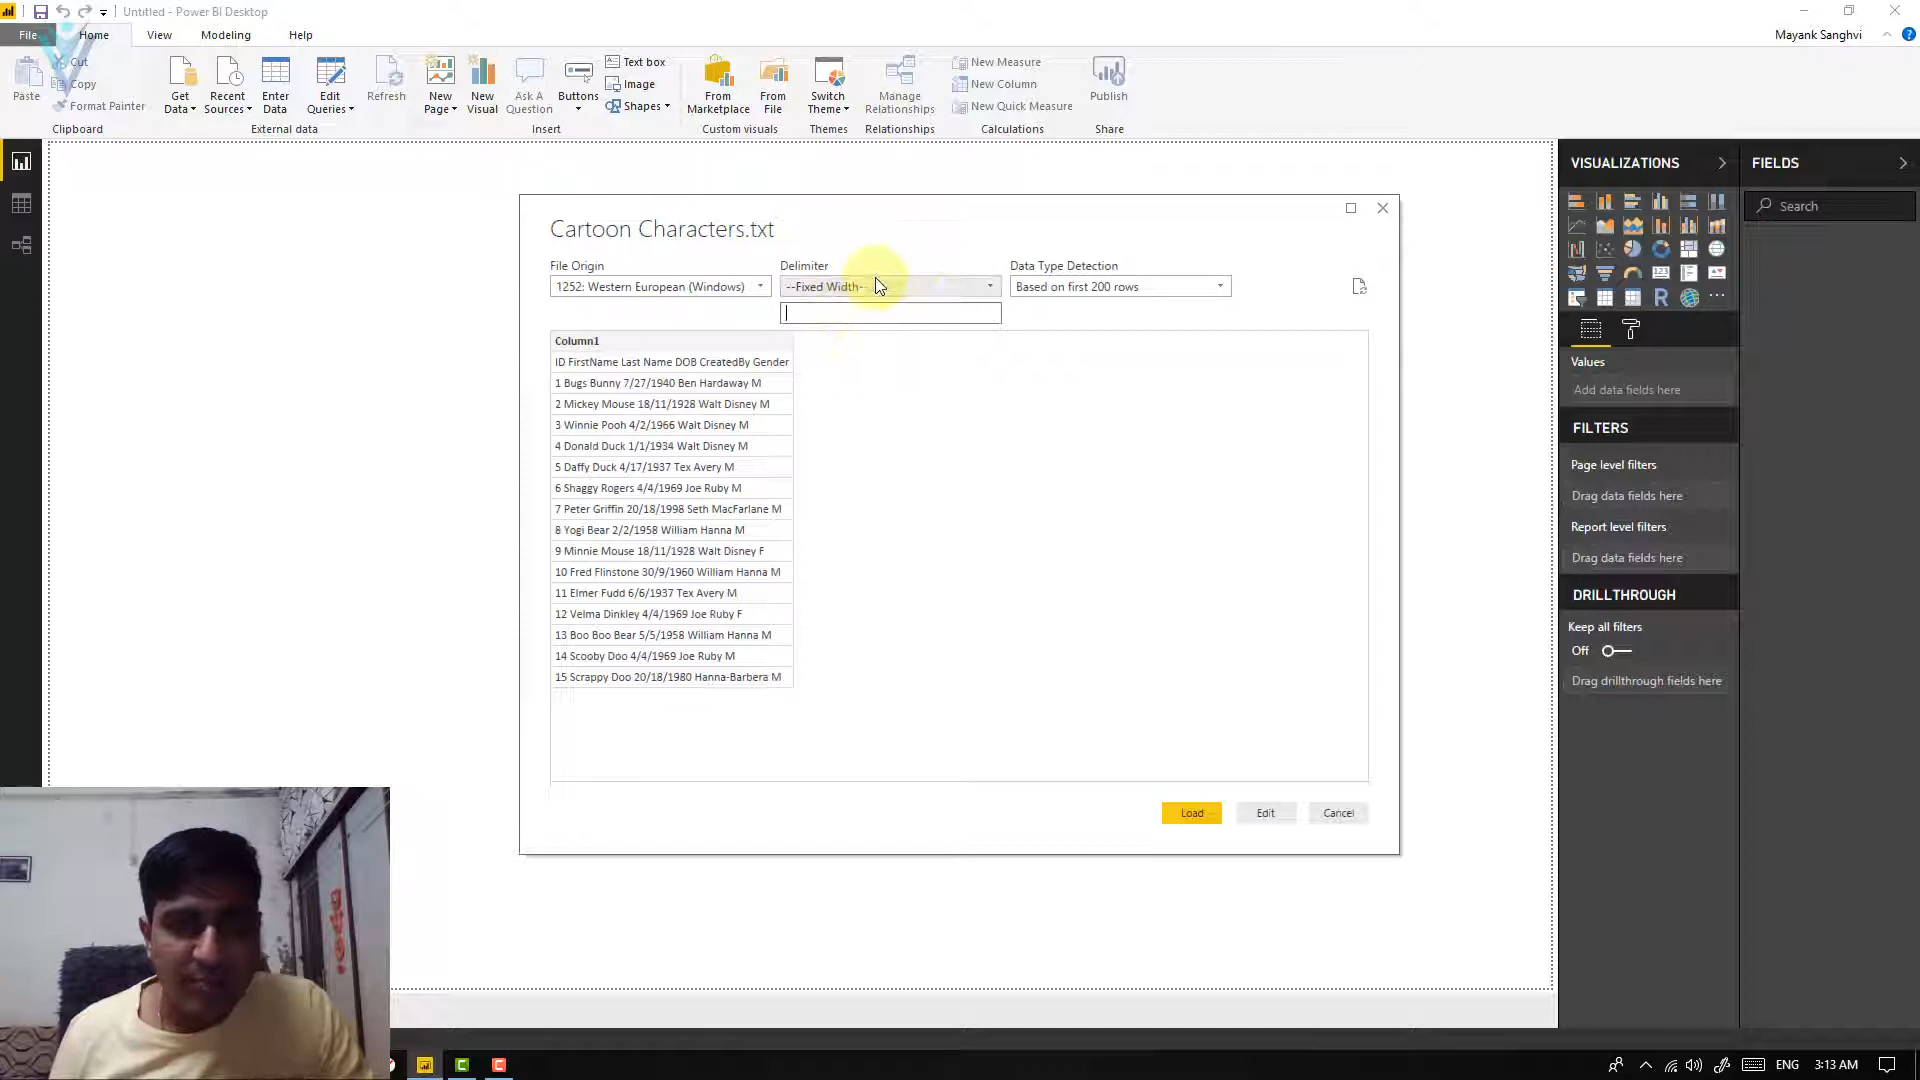 Untitled - Power BI Desktop
File Home View Modeling Help
Mayank Sanghvi
Paste
Cut
Copy
Format Painter
Clipboard
Get Data
Recent Sources
Enter Data
Edit Queries
External data
Refresh
New Page
New Visual
Ask A Question
Buttons
Text box
Image
Shapes
Insert
From Marketplace
From File
Custom visuals
Switch Theme
Themes
Manage Relationships
Relationships
New Measure
New Column
New Quick Measure
Calculations
Publish
Share
Cartoon Characters.txt
File Origin
1252: Western European (Windows)
Delimiter
--Fixed Width-
Data Type Detection
Based on first 200 rows
Column1
ID FirstName Last Name DOB CreatedBy Gender
1 Bugs Bunny 7/27/1940 Ben Hardaway M
2 Mickey Mouse 18/11/1928 Walt Disney M
3 Winnie Pooh 4/2/1966 Walt Disney M
4 Donald Duck 1/1/1934 Walt Disney M
5 Daffy Duck 4/17/1937 Tex Avery M
6 Shaggy Rogers 4/4/1969 Joe Ruby M
7 Peter Griffin 20/18/1998 Seth MacFarlane M
8 Yogi Bear 2/2/1958 William Hanna M
9 Minnie Mouse 18/11/1928 Walt Disney F
10 Fred Flinstone 30/9/1960 William Hanna M
11 Elmer Fudd 6/6/1937 Tex Avery M
12 Velma Dinkley 4/4/1969 Joe Ruby F
13 Boo Boo Bear 5/5/1958 William Hanna M
14 Scooby Doo 4/4/1969 Joe Ruby M
15 Scrappy Doo 20/18/1980 Hanna-Barbera M
Load
Edit
Cancel
VISUALIZATIONS
R
Values
Add data fields here
FILTERS
Page level filters
Drag data fields here
Report level filters
Drag data fields here
DRILLTHROUGH
Keep all filters
Off
Drag drillthrough fields here
FIELDS
Search
ENG
3:13 AM